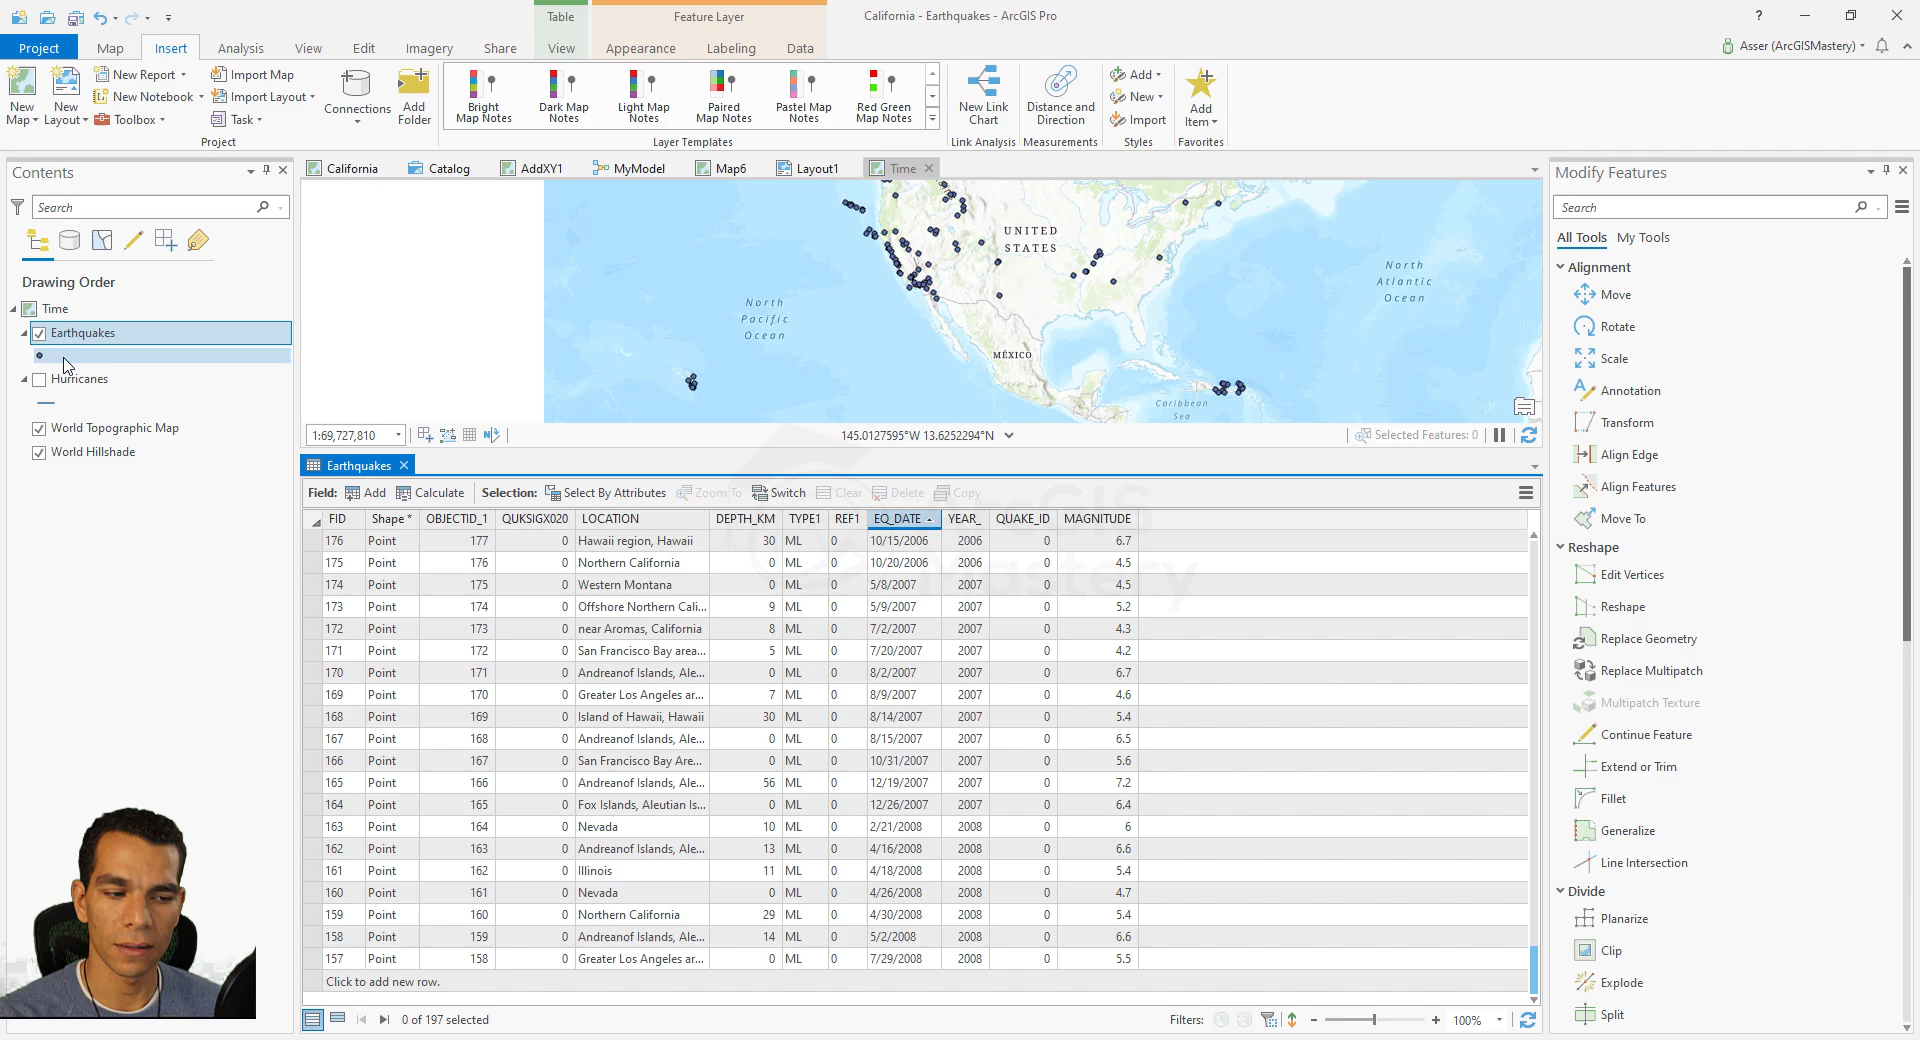 Table
Feature Layer
California - Earthquakes - ArcGIS Pro
?
Project
Map
Insert
Analysis
View
Edit
Imagery
Share
View
Appearance
Labeling
Data
Asser (ArcGISMastery)
New Map
New Layout
New Report
New Notebook
Toolbox
Import Map
Import Layout
Task
Connections
Add Folder
Bright Map Notes
Dark Map Notes
Light Map Notes
Paired Map Notes
Pastel Map Notes
Red Green Map Notes
New Link Chart
Distance and Direction
Add
New
Import
Add Item
Project
Layer Templates
Link Analysis
Measurements
Styles
Favorites
Contents
Search
Drawing Order
Time
Earthquakes
Hurricanes
World Topographic Map
World Hillshade
California
Catalog
AddXY1
MyModel
Map6
Layout1
Time
UNITED
STATES
North
Pacific
Ocean
North
Atlantic
Ocean
MÉXICO
Caribbean
Sea
1:69,727,810
145.0127595°W 13.6252294°N
Selected Features: 0
Earthquakes
Field: Add Calculate Selection: Select By Attributes Zoom To Switch Clear Delete Copy
ArcGIS
Mastery
FID Shape * OBJECTID_1 QUKSIGX020 LOCATION DEPTH_KM TYPE1 REF1 EQ_DATE YEAR_ QUAKE_ID MAGNITUDE
176 Point 177 0 Hawaii region, Hawaii 30 ML 0 10/15/2006 2006 0 6.7
175 Point 176 0 Northern California 0 ML 0 10/20/2006 2006 0 4.5
174 Point 175 0 Western Montana 0 ML 0 5/8/2007 2007 0 4.5
173 Point 174 0 Offshore Northern Cali... 9 ML 0 5/9/2007 2007 0 5.2
172 Point 173 0 near Aromas, California 8 ML 0 7/2/2007 2007 0 4.3
171 Point 172 0 San Francisco Bay area... 5 ML 0 7/20/2007 2007 0 4.2
170 Point 171 0 Andreanof Islands, Ale... 0 ML 0 8/2/2007 2007 0 6.7
169 Point 170 0 Greater Los Angeles ar... 7 ML 0 8/9/2007 2007 0 4.6
168 Point 169 0 Island of Hawaii, Hawaii 30 ML 0 8/14/2007 2007 0 5.4
167 Point 168 0 Andreanof Islands, Ale... 0 ML 0 8/15/2007 2007 0 6.5
166 Point 167 0 San Francisco Bay Are... 0 ML 0 10/31/2007 2007 0 5.6
165 Point 166 0 Andreanof Islands, Ale... 56 ML 0 12/19/2007 2007 0 7.2
164 Point 165 0 Fox Islands, Aleutian Is... 0 ML 0 12/26/2007 2007 0 6.4
163 Point 164 0 Nevada 10 ML 0 2/21/2008 2008 0 6
162 Point 163 0 Andreanof Islands, Ale... 13 ML 0 4/16/2008 2008 0 6.6
161 Point 162 0 Illinois 11 ML 0 4/18/2008 2008 0 5.4
160 Point 161 0 Nevada 0 ML 0 4/26/2008 2008 0 4.7
159 Point 160 0 Northern California 29 ML 0 4/30/2008 2008 0 5.4
158 Point 159 0 Andreanof Islands, Ale... 14 ML 0 5/2/2008 2008 0 6.6
157 Point 158 0 Greater Los Angeles ar... 0 ML 0 7/29/2008 2008 0 5.5
Click to add new row.
0 of 197 selected
Filters:
100%
Modify Features
Search
All Tools
My Tools
Alignment
Move
Rotate
Scale
Annotation
Transform
Align Edge
Align Features
Move To
Reshape
Edit Vertices
Reshape
Replace Geometry
Replace Multipatch
Multipatch Texture
Continue Feature
Extend or Trim
Fillet
Generalize
Line Intersection
Divide
Planarize
Clip
Explode
Split